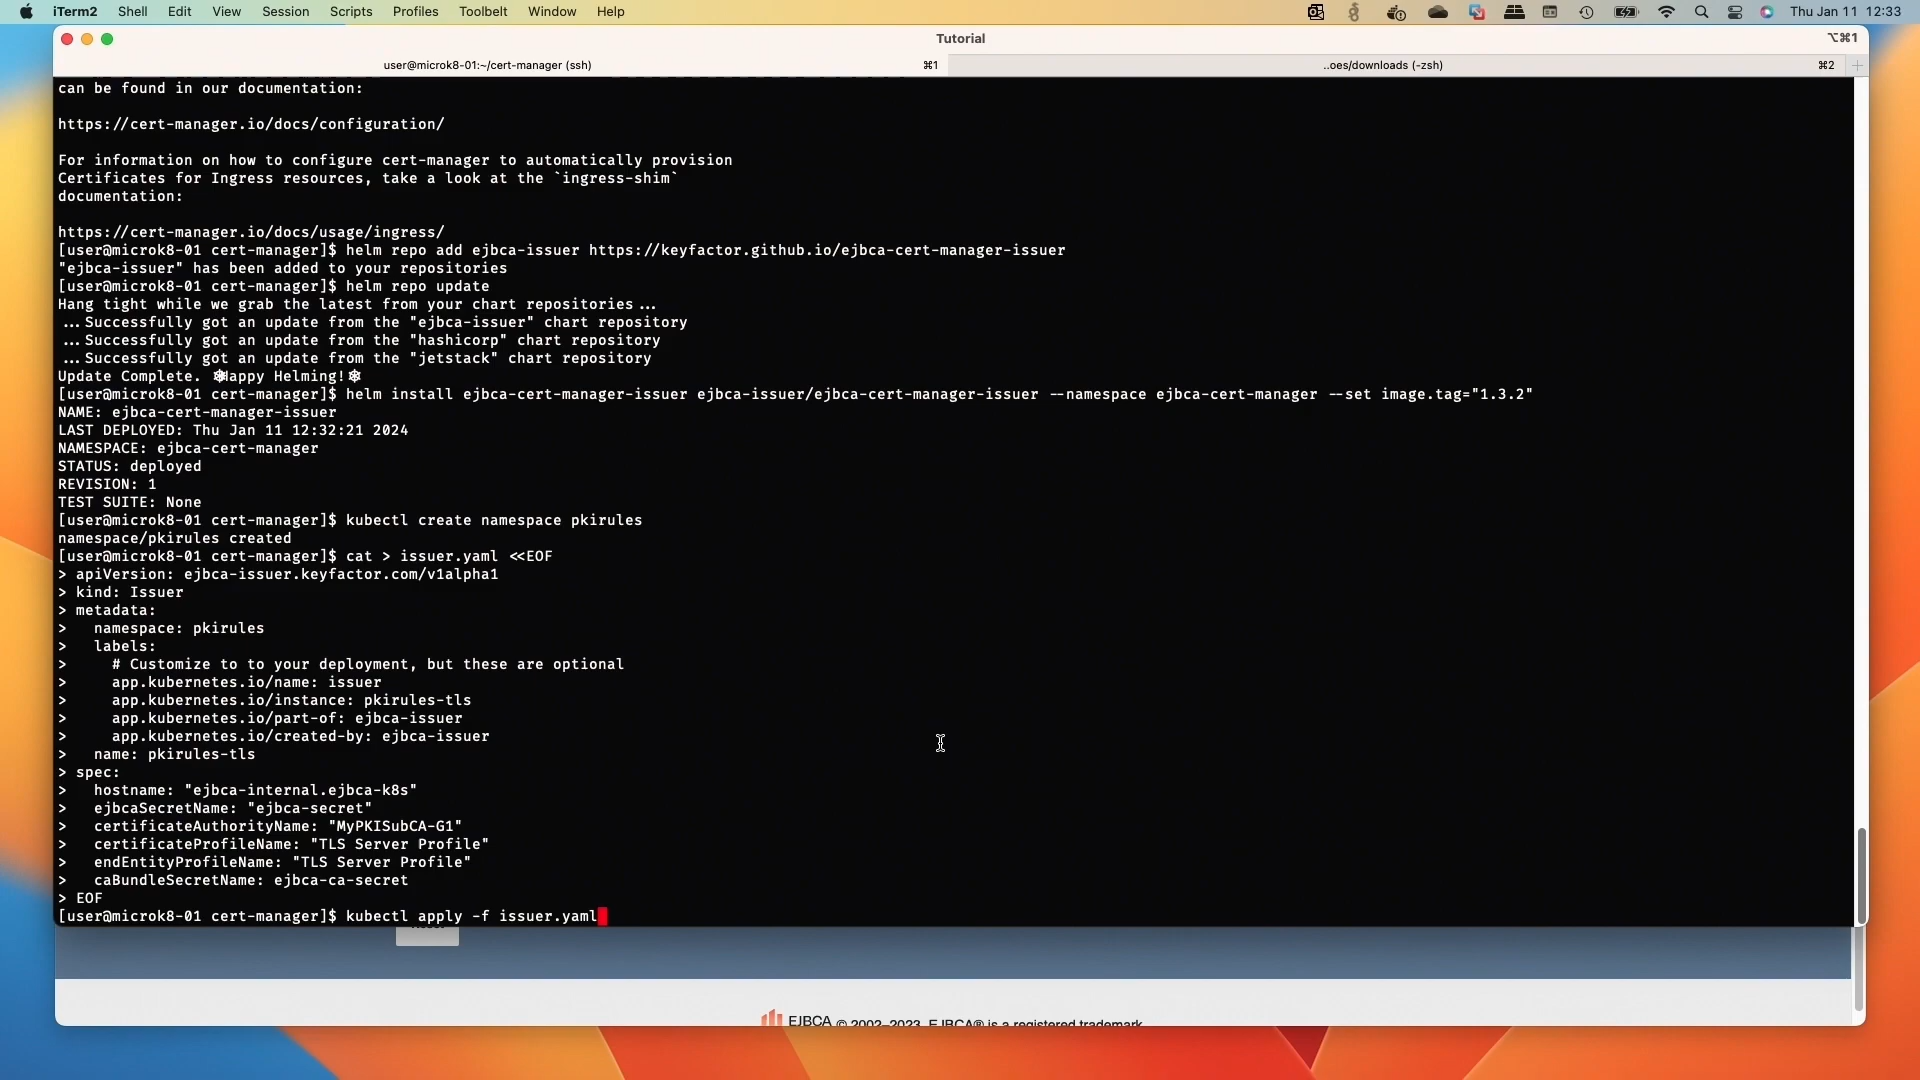 iTerm2 Shell Edit View Session Scripts Profiles Toolbelt Window Help Thu Jan 11 12:33
Tutorial ⌥⌘1
user@microk8-01:~/cert-manager (ssh) ⌘1 ..oes/downloads (-zsh) ⌘2
can be found in our documentation:
https://cert-manager.io/docs/configuration/
For information on how to configure cert-manager to automatically provision
Certificates for Ingress resources, take a look at the `ingress-shim`
documentation:
https://cert-manager.io/docs/usage/ingress/
[user@microk8-01 cert-manager]$ helm repo add ejbca-issuer https://keyfactor.github.io/ejbca-cert-manager-issuer
"ejbca-issuer" has been added to your repositories
[user@microk8-01 cert-manager]$ helm repo update
Hang tight while we grab the latest from your chart repositories...
...Successfully got an update from the "ejbca-issuer" chart repository
...Successfully got an update from the "hashicorp" chart repository
...Successfully got an update from the "jetstack" chart repository
Update Complete. ⎈Happy Helming!⎈
[user@microk8-01 cert-manager]$ helm install ejbca-cert-manager-issuer ejbca-issuer/ejbca-cert-manager-issuer --namespace ejbca-cert-manager --set image.tag="1.3.2"
NAME: ejbca-cert-manager-issuer
LAST DEPLOYED: Thu Jan 11 12:32:21 2024
NAMESPACE: ejbca-cert-manager
STATUS: deployed
REVISION: 1
TEST SUITE: None
[user@microk8-01 cert-manager]$ kubectl create namespace pkirules
namespace/pkirules created
[user@microk8-01 cert-manager]$ cat > issuer.yaml <<EOF
> apiVersion: ejbca-issuer.keyfactor.com/v1alpha1
> kind: Issuer
> metadata:
>   namespace: pkirules
>   labels:
>     # Customize to to your deployment, but these are optional
>     app.kubernetes.io/name: issuer
>     app.kubernetes.io/instance: pkirules-tls
>     app.kubernetes.io/part-of: ejbca-issuer
>     app.kubernetes.io/created-by: ejbca-issuer
>   name: pkirules-tls
> spec:
>   hostname: "ejbca-internal.ejbca-k8s"
>   ejbcaSecretName: "ejbca-secret"
>   certificateAuthorityName: "MyPKISubCA-G1"
>   certificateProfileName: "TLS Server Profile"
>   endEntityProfileName: "TLS Server Profile"
>   caBundleSecretName: ejbca-ca-secret
> EOF
[user@microk8-01 cert-manager]$ kubectl apply -f issuer.yaml
EJBCA © 2002–2023. EJBCA® is a registered trademark